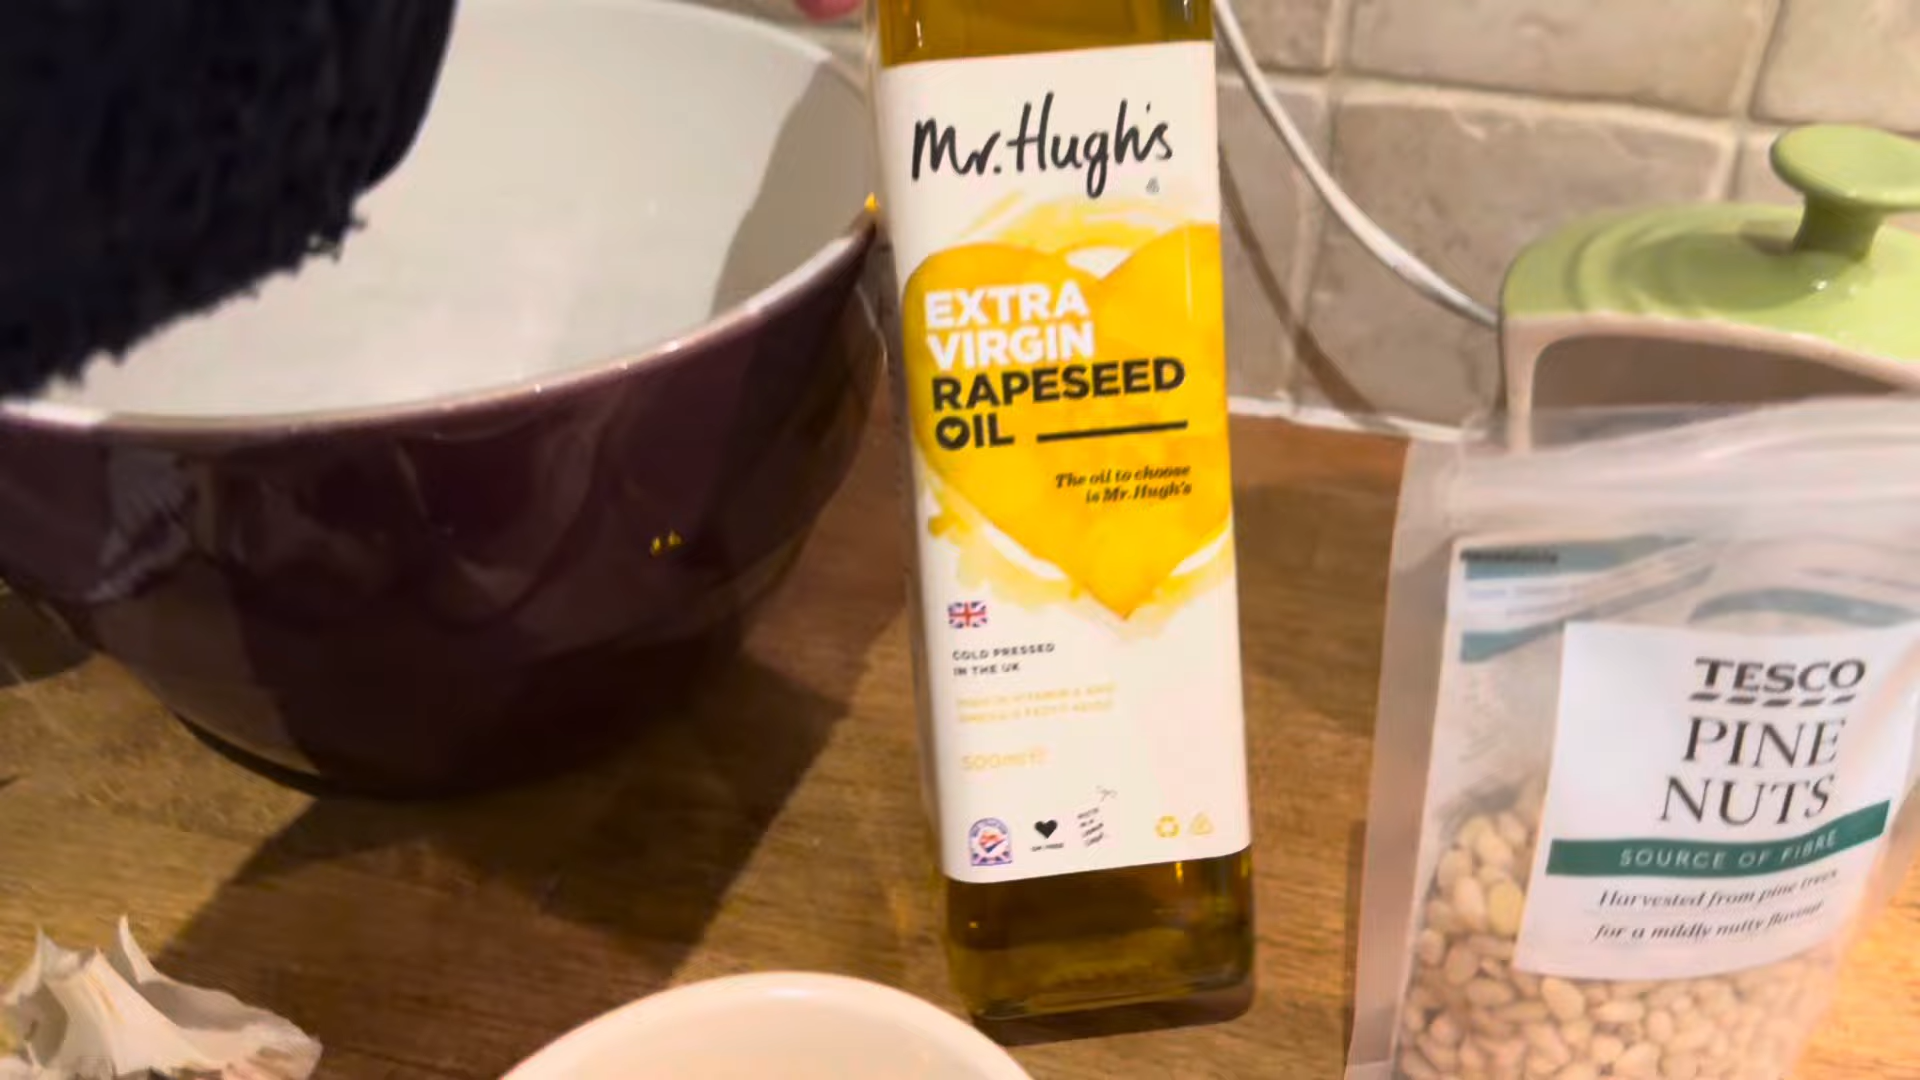 Mr. Hugh's
EXTRA
VIRGIN
RAPESEED
OIL
The oil to choose
is Mr. Hugh's
COLD PRESSED
IN THE UK
500ml e
TESCO
PINE
NUTS
SOURCE OF FIBRE
Harvested from pine trees
for a mildly nutty flavour